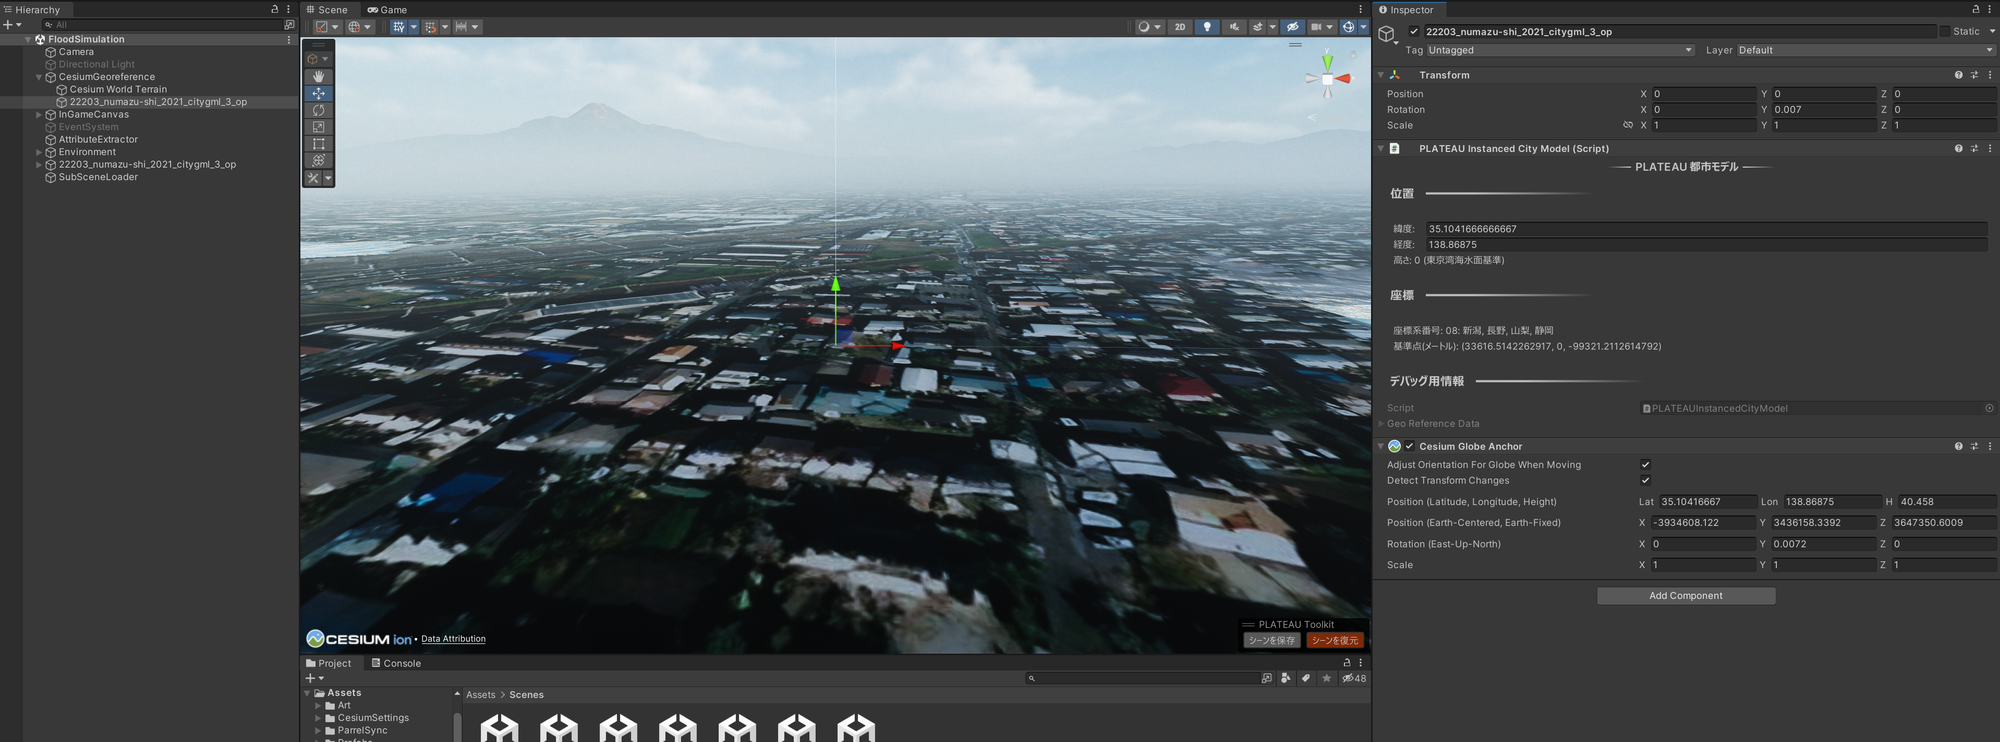 Hierarchy
All
FloodSimulation
Camera
Directional Light
CesiumGeoreference
Cesium World Terrain
22203_numazu-shi_2021_citygml_3_op
InGameCanvas
EventSystem
AttributeExtractor
Environment
22203_numazu-shi_2021_citygml_3_op
SubSceneLoader
Scene
Game
2D
y
CESIUM ion • Data Attribution
PLATEAU Toolkit
シーンを保存 シーンを復元
Project
Console
48
Assets
Art
CesiumSettings
ParrelSync
Prefabs
Assets > Scenes
Inspector
22203_numazu-shi_2021_citygml_3_op
Static
Tag Untagged
Layer Default
Transform
Position X 0 Y 0 Z 0
Rotation X 0 Y 0.007 Z 0
Scale X 1 Y 1 Z 1
PLATEAU Instanced City Model (Script)
PLATEAU 都市モデル
位置
緯度: 35.1041666666667
経度: 138.86875
高さ: 0 (東京湾海水面基準)
座標
座標系番号: 08: 新潟, 長野, 山梨, 静岡
基準点(メートル): (33616.5142262917, 0, -99321.2112614792)
デバッグ用情報
Script PLATEAUInstancedCityModel
Geo Reference Data
Cesium Globe Anchor
Adjust Orientation For Globe When Moving
Detect Transform Changes
Position (Latitude, Longitude, Height) Lat 35.10416667 Lon 138.86875 H 40.458
Position (Earth-Centered, Earth-Fixed) X -3934608.122 Y 3436158.3392 Z 3647350.6009
Rotation (East-Up-North) X 0 Y 0.0072 Z 0
Scale X 1 Y 1 Z 1
Add Component